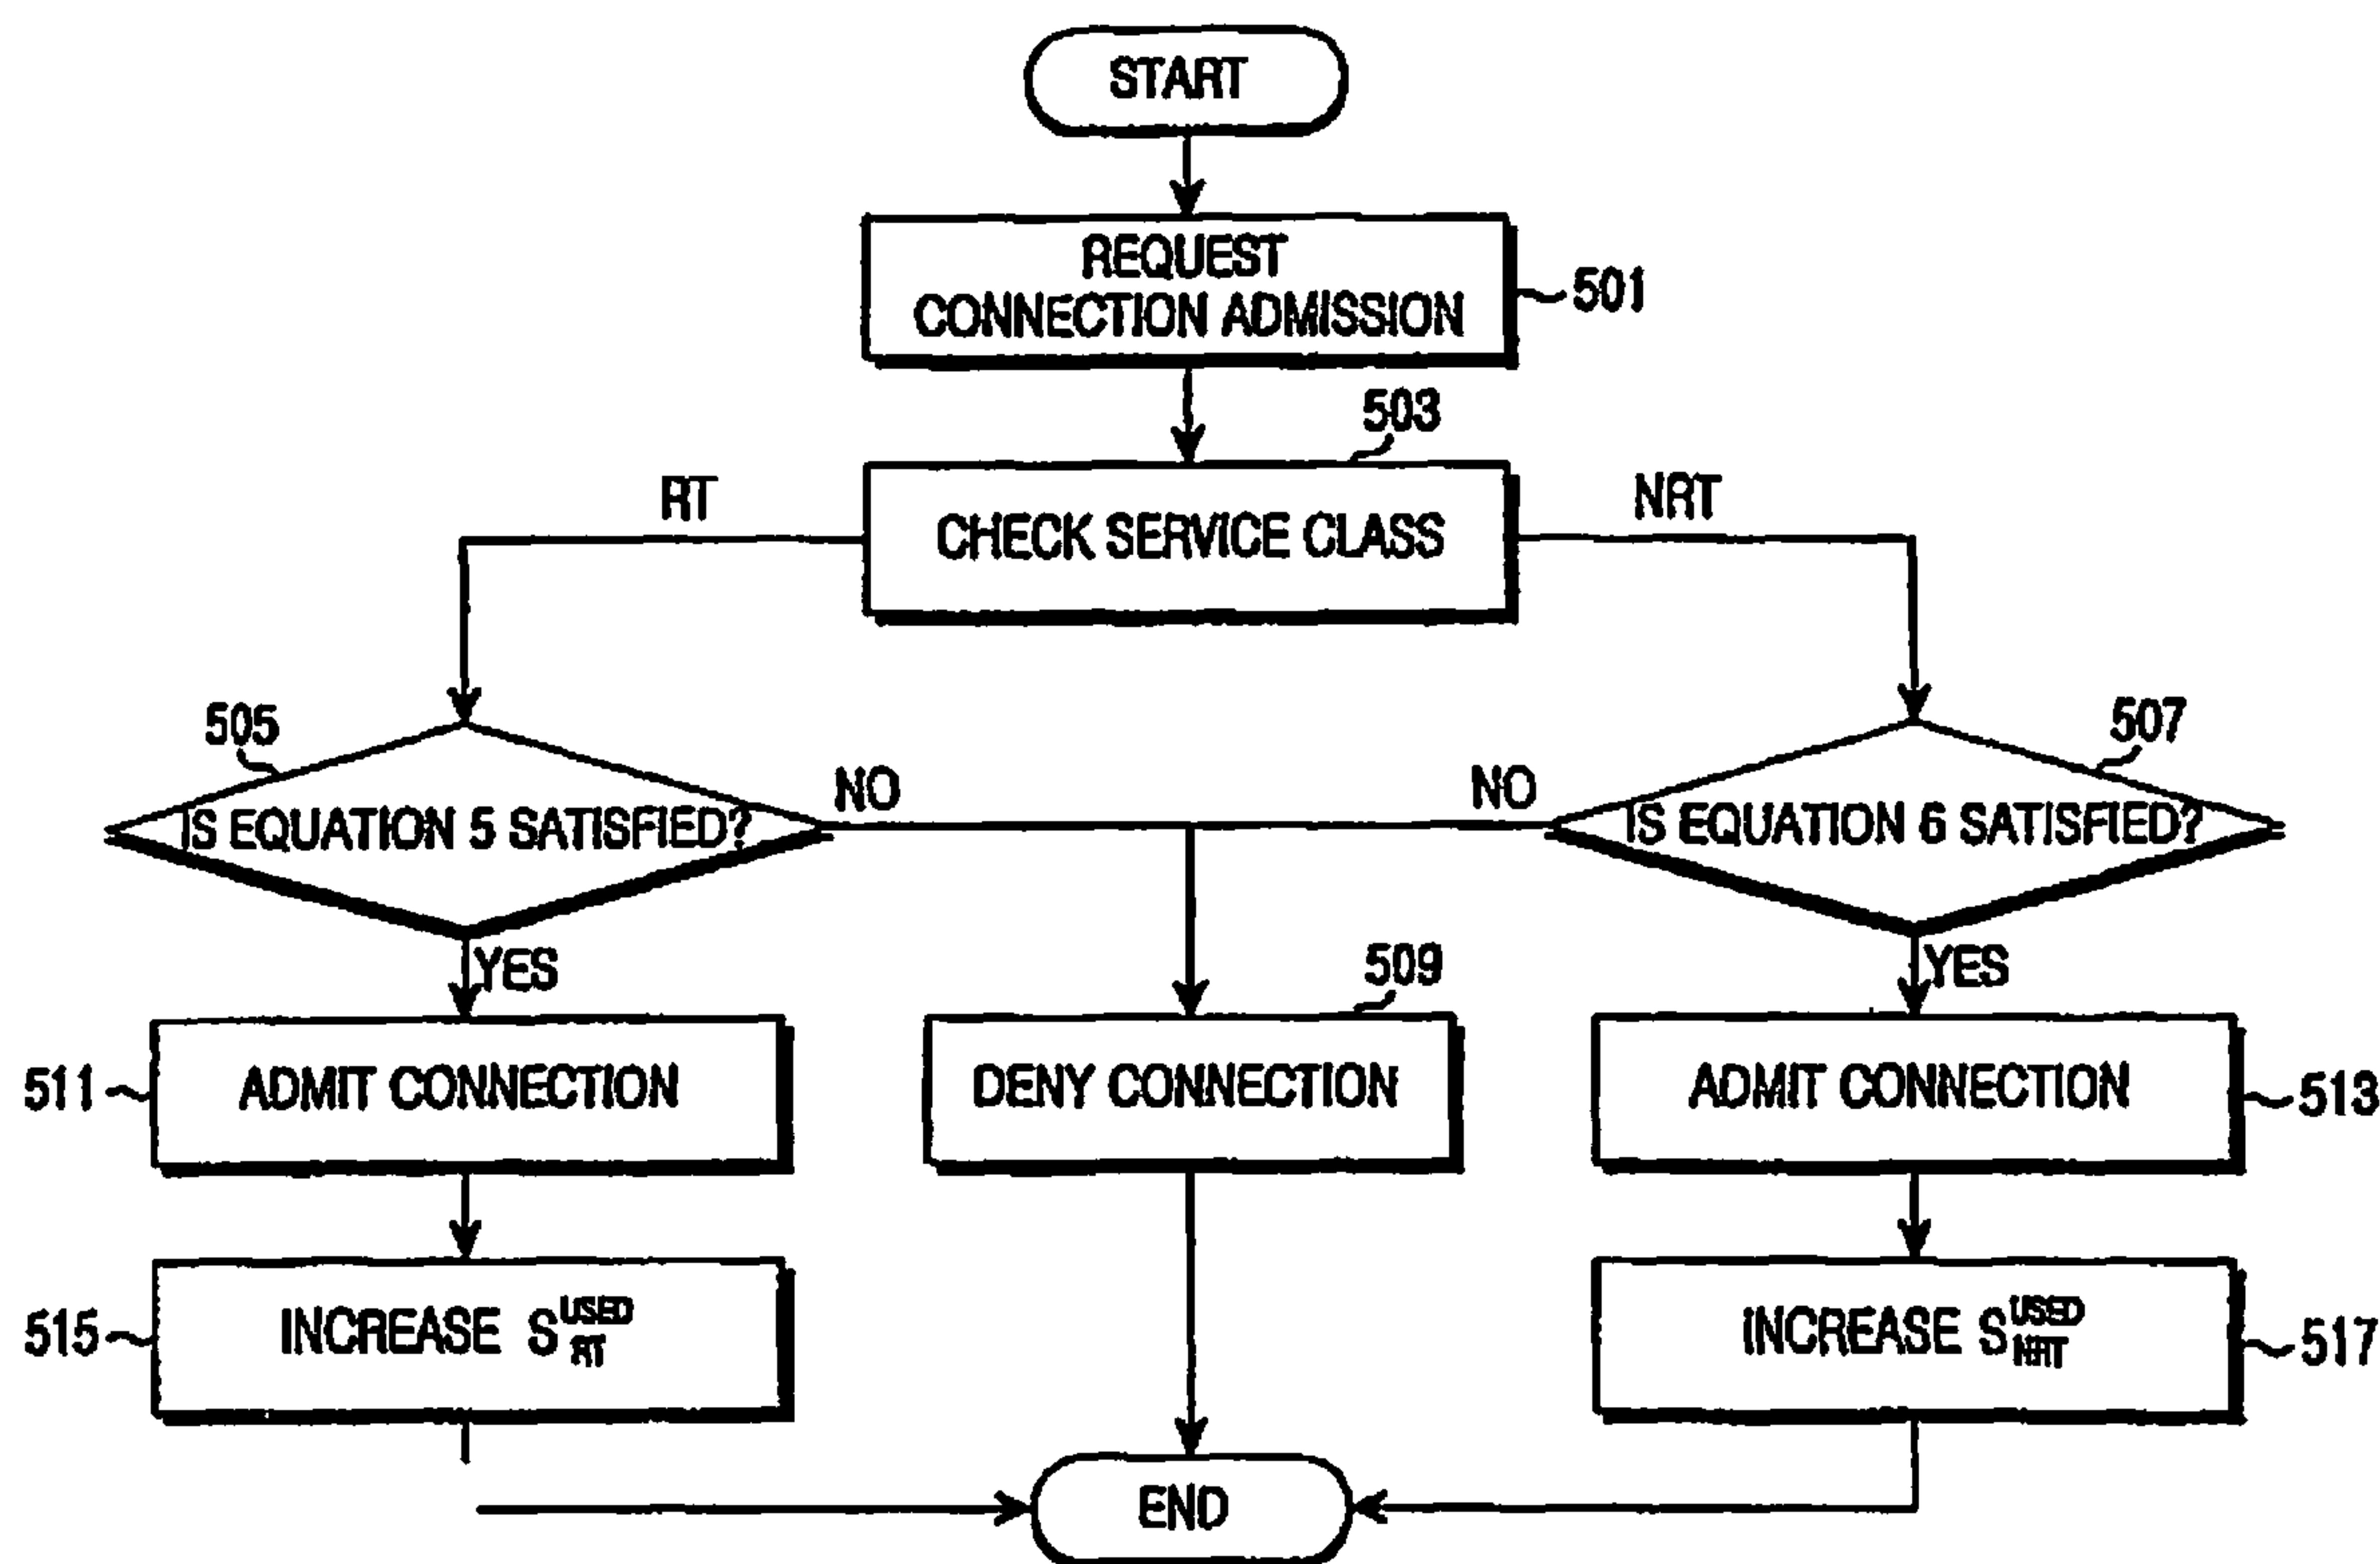 START
REQUEST
CONNECTION ADMISSION
501
503
RT
CHECK SERVICE CLASS
NRT
505
507
IS EQUATION 5 SATISFIED?
NO
NO
IS EQUATION 6 SATISFIED?
YES
509
YES
511
ADMIT CONNECTION
DENY CONNECTION
ADMIT CONNECTION
513
515
INCREASE S USED RT
INCREASE S USED NRT
517
END